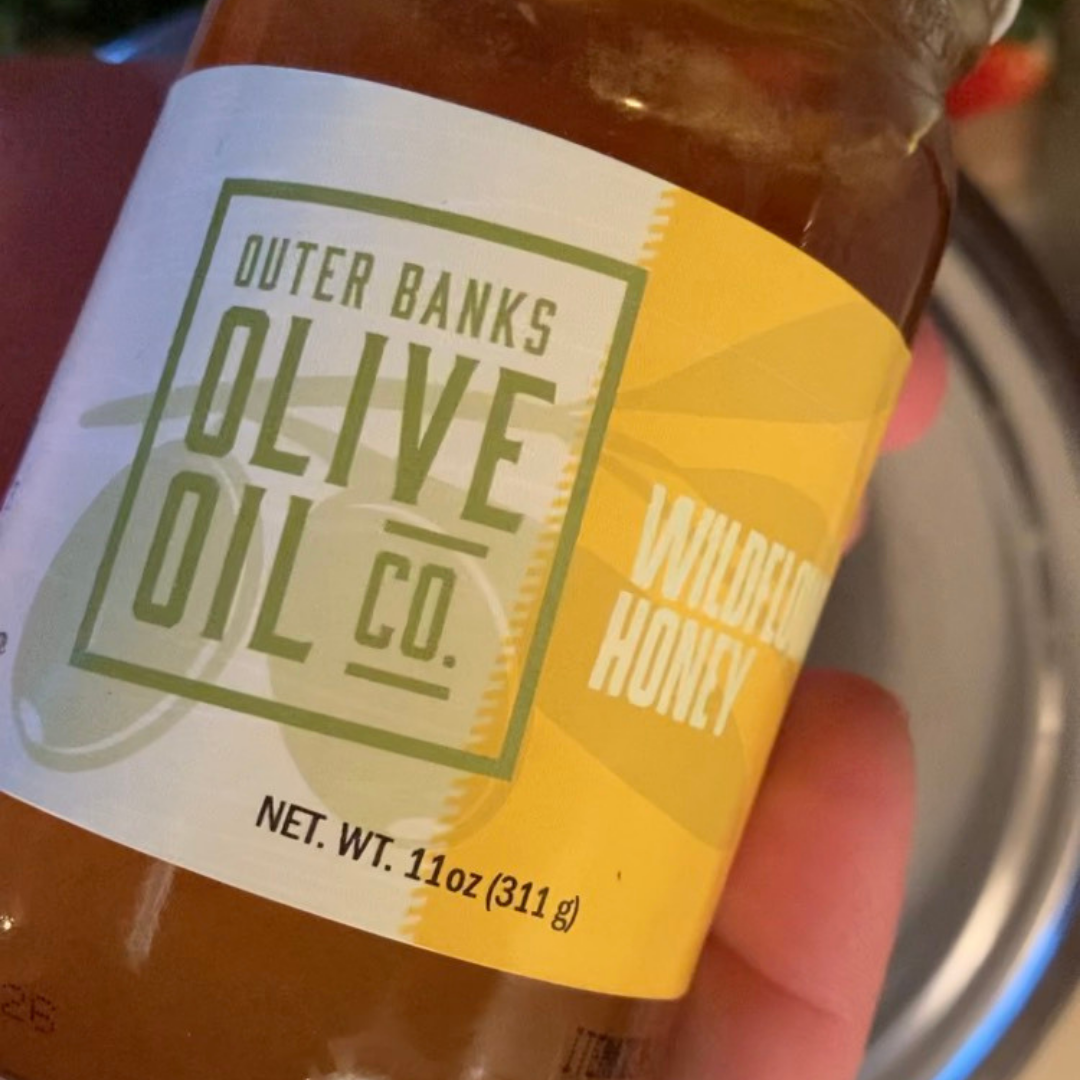 OUTER BANKS
OLIVE
OIL CO.
HONEY
NET. WT. 11oz (311 g)